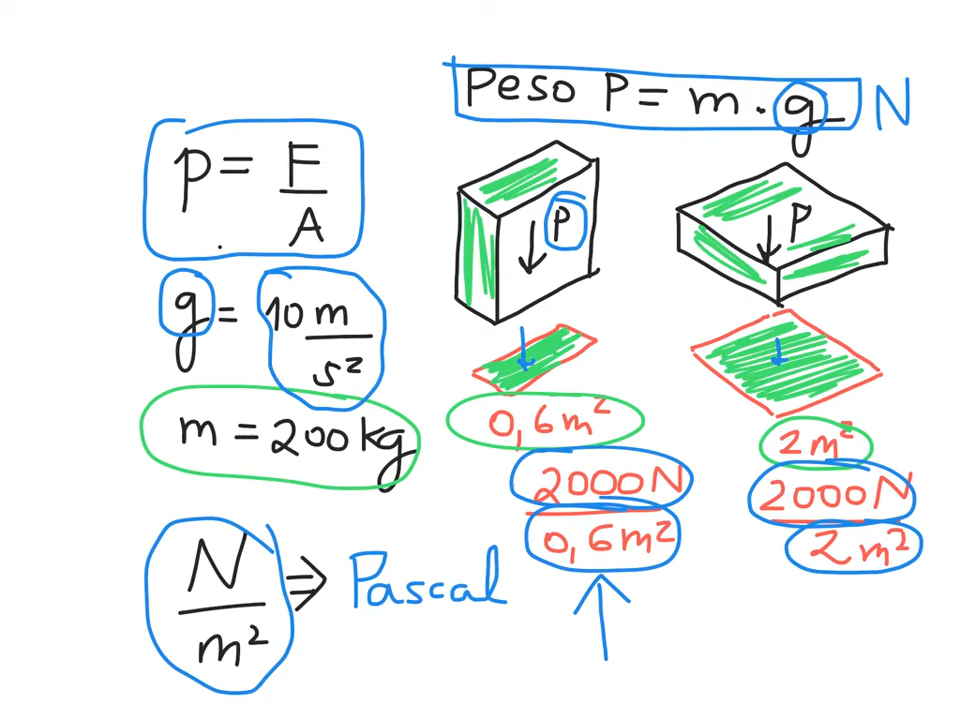 Peso P = m . g N
p = F
A
P
P
g = 10 m
s²
m = 200 kg
0,6 m²
2 m²
2000 N
0,6 m²
2000 N
2 m²
N
m²
⇒ Pascal